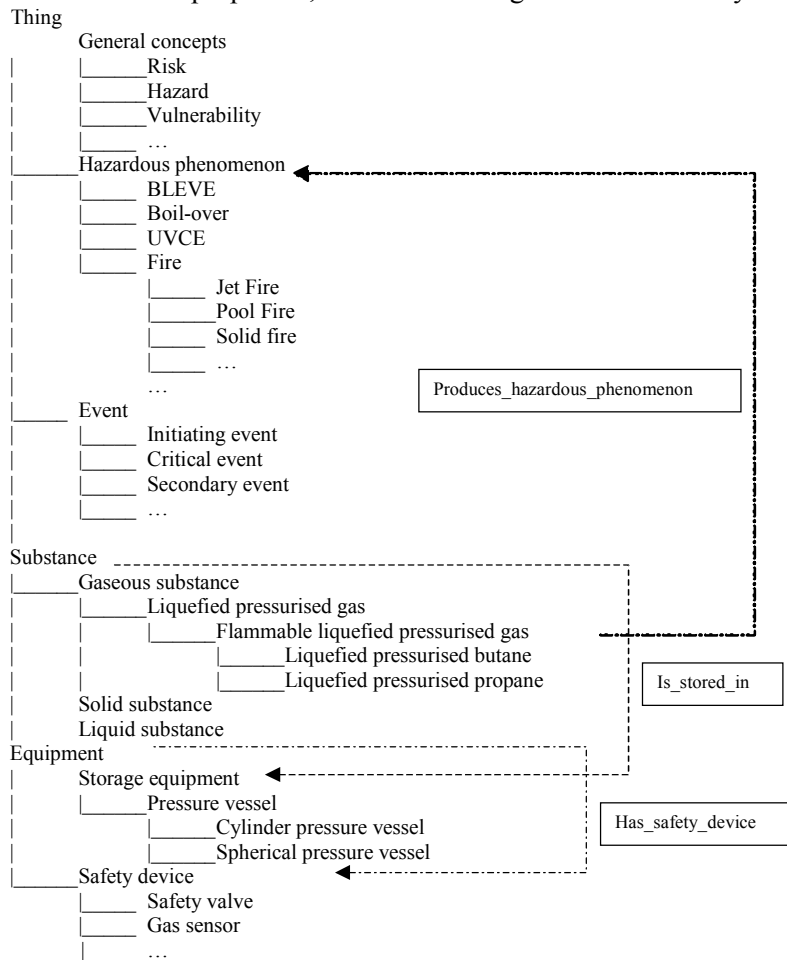 Thing
General concepts
Risk
Hazard
Vulnerability
…
Hazardous phenomenon
BLEVE
Boil-over
UVCE
Fire
Jet Fire
Pool Fire
Solid fire
…
…
Produces_hazardous_phenomenon
Event
Initiating event
Critical event
Secondary event
…
Substance
Gaseous substance
Liquefied pressurised gas
Flammable liquefied pressurised gas
Liquefied pressurised butane
Liquefied pressurised propane
Is_stored_in
Solid substance
Liquid substance
Equipment
Storage equipment
Pressure vessel
Cylinder pressure vessel
Has_safety_device
Spherical pressure vessel
Safety device
Safety valve
Gas sensor
…